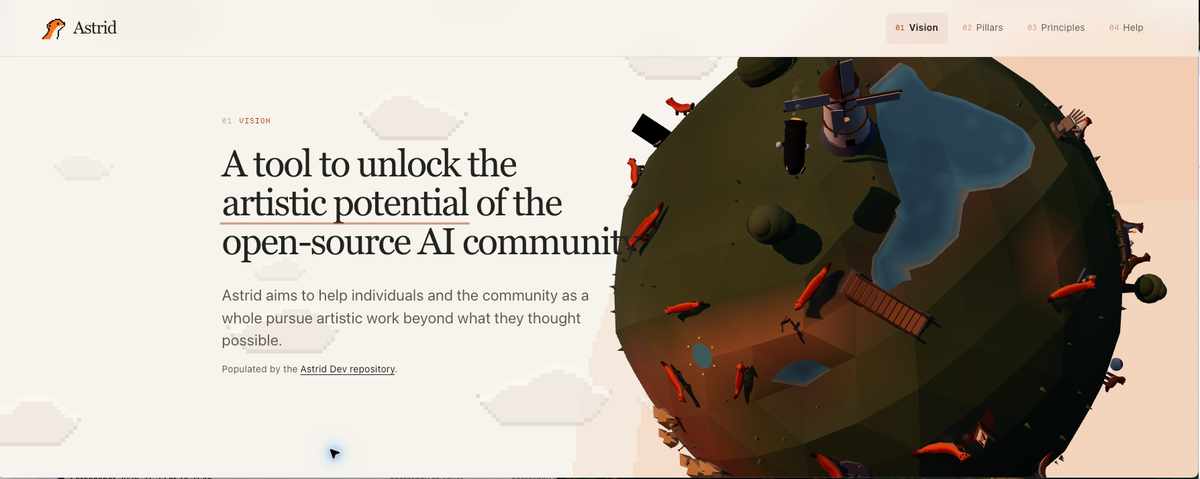 Astrid
01 Vision
02 Pillars
03 Principles
04 Help
01 VISION
A tool to unlock the
artistic potential of the
open-source AI communit
Astrid aims to help individuals and the community as a
whole pursue artistic work beyond what they thought
possible.
Populated by the Astrid Dev repository.